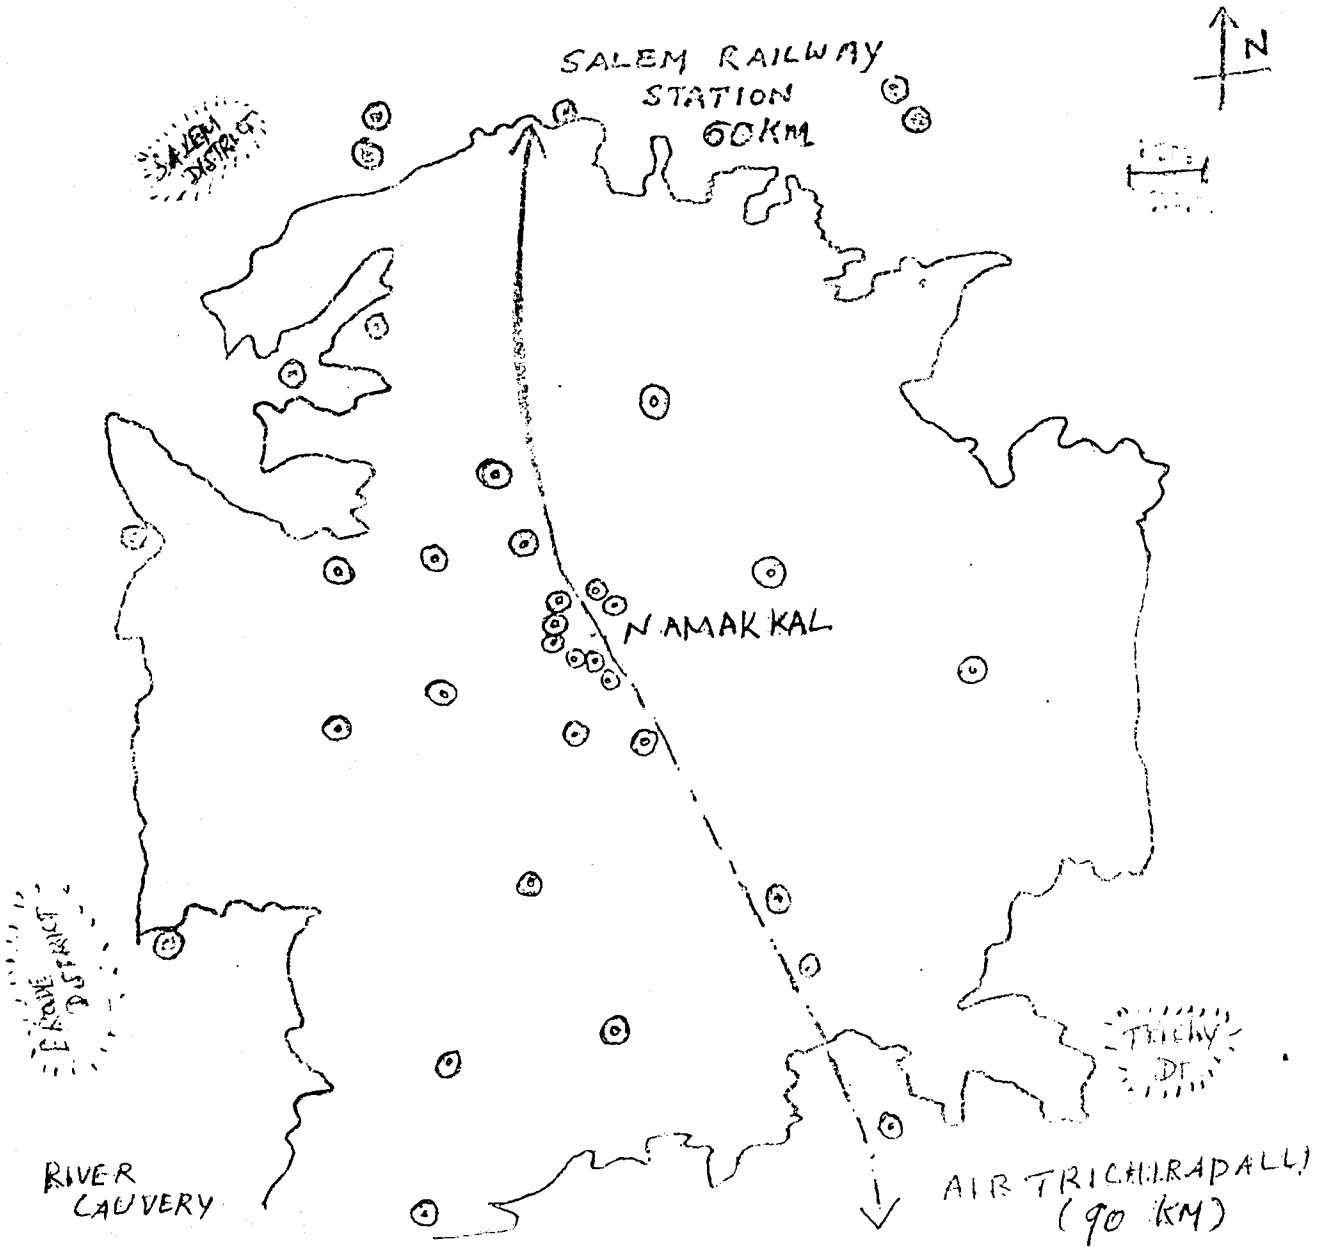 N
SALEM RAILWAY
STATION
60KM
SALEM
DISTRICT
NAMAKKAL
ERODE
DISTRICT
TRICHY
DT
RIVER
CAUVERY
AIR TRICHIRAPALLI
(90 KM)